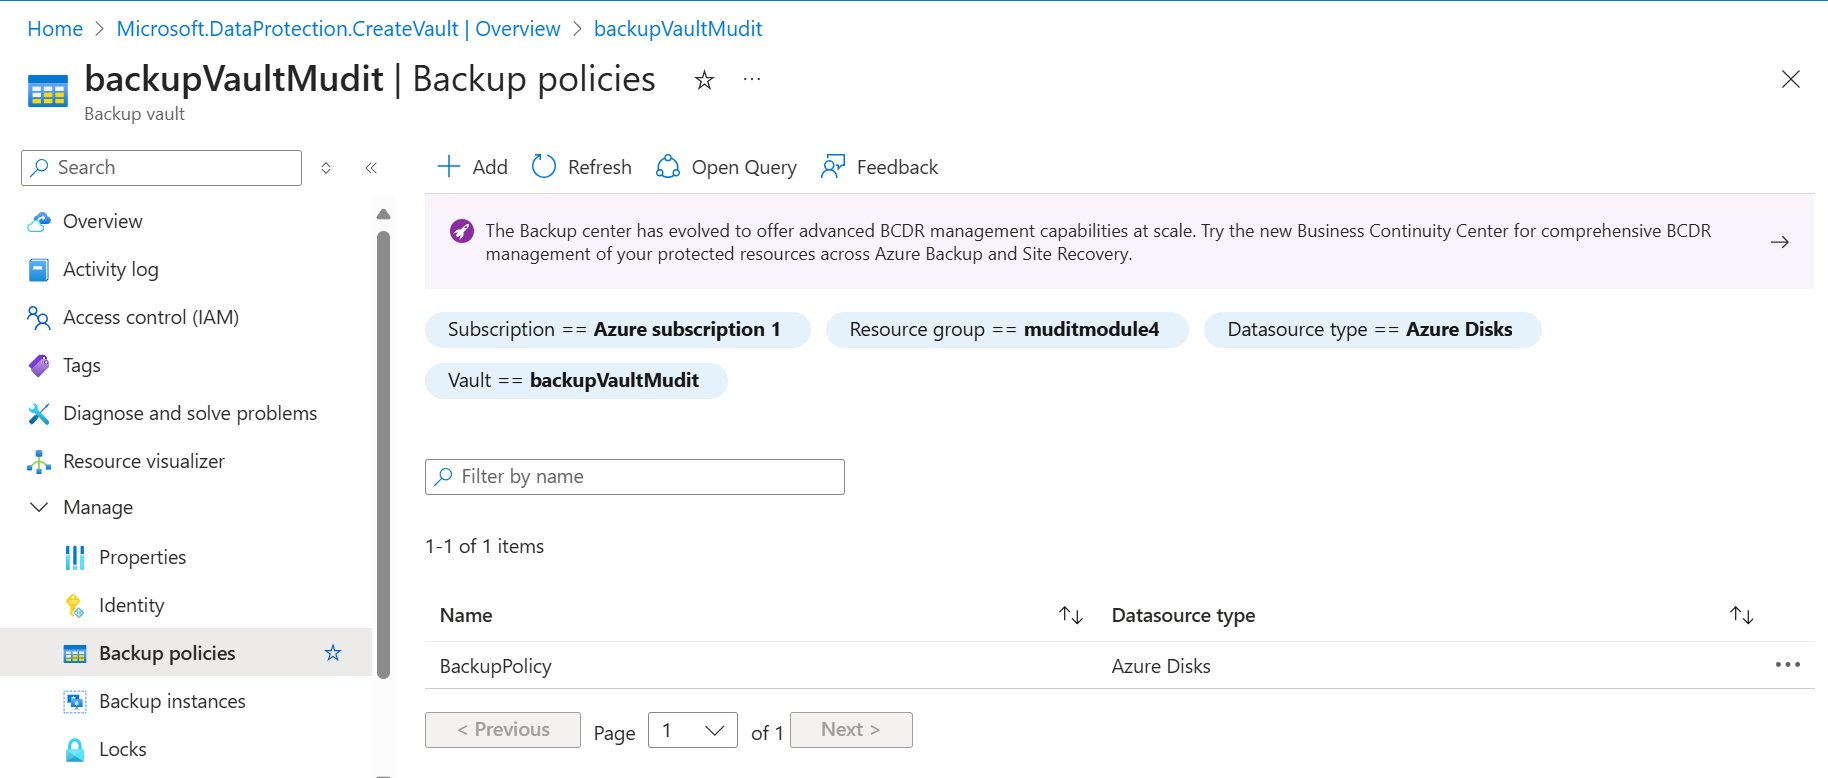 Home > Microsoft.DataProtection.CreateVault | Overview > backupVaultMudit
backupVaultMudit | Backup policies
Backup vault
Search
Overview
Activity log
Access control (IAM)
Tags
Diagnose and solve problems
Resource visualizer
Manage
Properties
Identity
Backup policies
Backup instances
Locks
Add Refresh Open Query Feedback
The Backup center has evolved to offer advanced BCDR management capabilities at scale. Try the new Business Continuity Center for comprehensive BCDR
management of your protected resources across Azure Backup and Site Recovery.
Subscription == Azure subscription 1 Resource group == muditmodule4 Datasource type == Azure Disks
Vault == backupVaultMudit
Filter by name
1-1 of 1 items
Name Datasource type
BackupPolicy Azure Disks
< Previous Page 1 of 1 Next >